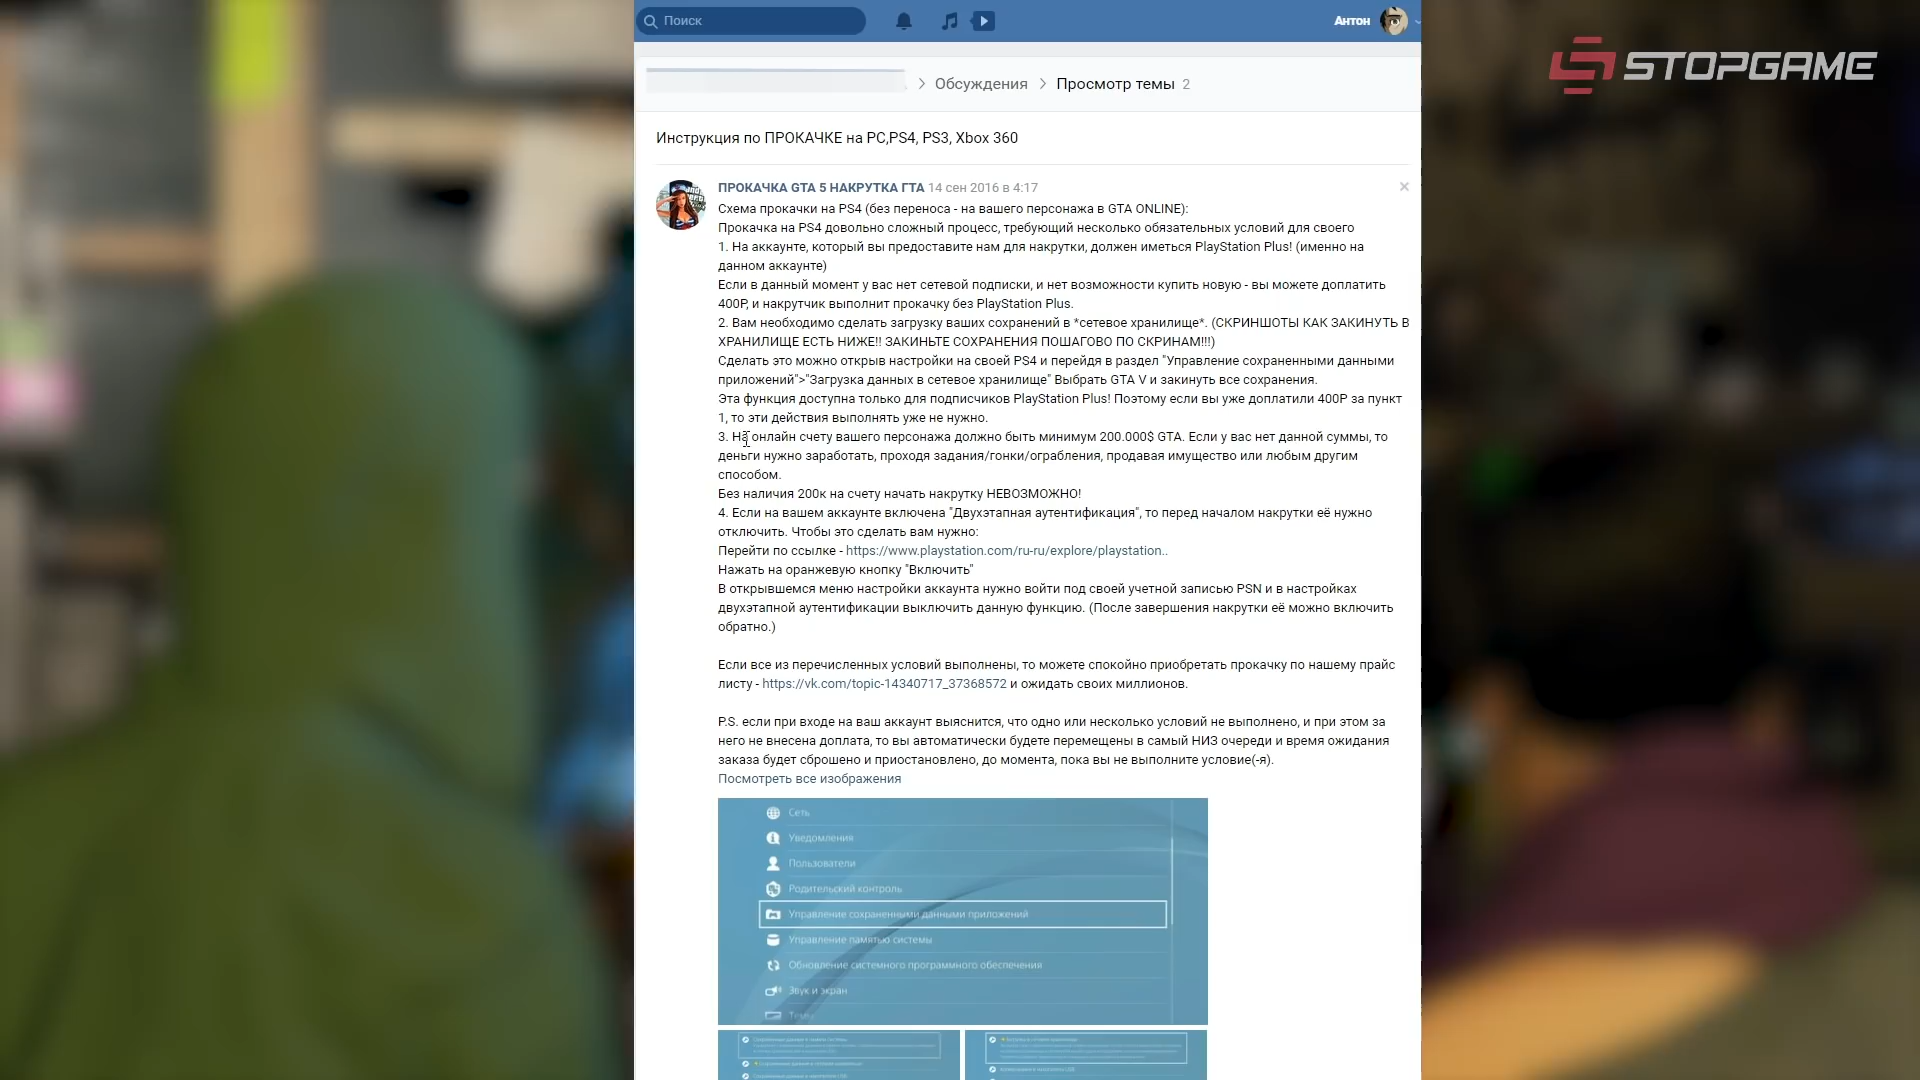 Поиск
Антон
STOPGAME
Обсуждения
Просмотр темы 2
Инструкция по ПРОКАЧКЕ на PC,PS4, PS3, Xbox 360
ПРОКАЧКА GTA 5 НАКРУТКА ГТА 14 сен 2016 в 4:17
Схема прокачки на PS4 (без переноса - на вашего персонажа в GTA ONLINE):
Прокачка на PS4 довольно сложный процесс, требующий несколько обязательных условий для своего
1. На аккаунте, который вы предоставите нам для накрутки, должен иметься PlayStation Plus! (именно на
данном аккаунте)
Если в данный момент у вас нет сетевой подписки, и нет возможности купить новую - вы можете доплатить
400Р, и накрутчик выполнит прокачку без PlayStation Plus.
2. Вам необходимо сделать загрузку ваших сохранений в *сетевое хранилище*. (СКРИНШОТЫ КАК ЗАКИНУТЬ В
ХРАНИЛИЩЕ ЕСТЬ НИЖЕ!! ЗАКИНЬТЕ СОХРАНЕНИЯ ПОШАГОВО ПО СКРИНАМ!!!)
Сделать это можно открыв настройки на своей PS4 и перейдя в раздел "Управление сохраненными данными
приложений">"Загрузка данных в сетевое хранилище" Выбрать GTA V и закинуть все сохранения.
Эта функция доступна только для подписчиков PlayStation Plus! Поэтому если вы уже доплатили 400Р за пункт
1, то эти действия выполнять уже не нужно.
3. На онлайн счету вашего персонажа должно быть минимум 200.000$ GTA. Если у вас нет данной суммы, то
деньги нужно заработать, проходя задания/гонки/ограбления, продавая имущество или любым другим
способом.
Без наличия 200к на счету начать накрутку НЕВОЗМОЖНО!
4. Если на вашем аккаунте включена "Двухэтапная аутентификация", то перед началом накрутки её нужно
отключить. Чтобы это сделать вам нужно:
Перейти по ссылке - https://www.playstation.com/ru-ru/explore/playstation..
Нажать на оранжевую кнопку "Включить"
В открывшемся меню настройки аккаунта нужно войти под своей учетной записью PSN и в настройках
двухэтапной аутентификации выключить данную функцию. (После завершения накрутки её можно включить
обратно.)
Если все из перечисленных условий выполнены, то можете спокойно приобретать прокачку по нашему прайс
листу - https://vk.com/topic-14340717_37368572 и ожидать своих миллионов.
P.S. если при входе на ваш аккаунт выяснится, что одно или несколько условий не выполнено, и при этом за
него не внесена доплата, то вы автоматически будете перемещены в самый НИЗ очереди и время ожидания
заказа будет сброшено и приостановлено, до момента, пока вы не выполните условие(-я).
Посмотреть все изображения
Сеть
Уведомления
Пользователи
Родительский контроль
Управление сохраненными данными приложений
Управление памятью системы
Обновление системного программного обеспечения
Звук и экран
Темы